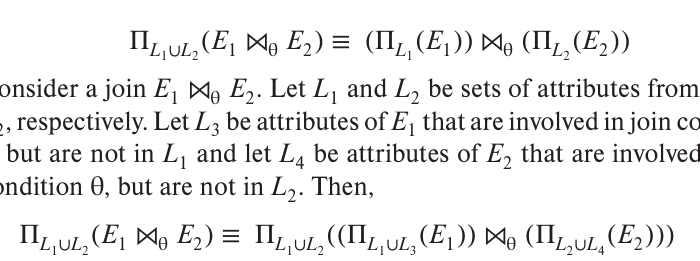 Π_{L₁∪L₂}(E₁ ⋈_θ E₂) ≡ (Π_{L₁}(E₁)) ⋈_θ (Π_{L₂}(E₂))
onsider a join E₁ ⋈_θ E₂. Let L₁ and L₂ be sets of attributes from
₂, respectively. Let L₃ be attributes of E₁ that are involved in join co
but are not in L₁ and let L₄ be attributes of E₂ that are involved
ondition θ, but are not in L₂. Then,
Π_{L₁∪L₂}(E₁ ⋈_θ E₂) ≡ Π_{L₁∪L₂}((Π_{L₁∪L₃}(E₁)) ⋈_θ (Π_{L₂∪L₄}(E₂)))